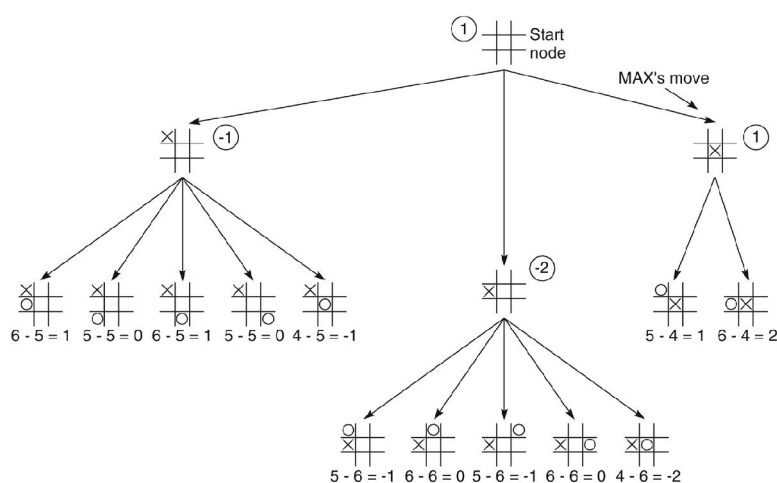 1
Start
node
MAX's move
X
-1
X
1
X
-2
X
O
X
O
X
O
X
O
X
O
6 - 5 = 1 5 - 5 = 0 6 - 5 = 1 5 - 5 = 0 4 - 5 = -1
X
O
X
O
X
5 - 4 = 1 6 - 4 = 2
O
X
O
X
O
X
X O
X O
5 - 6 = -1 6 - 6 = 0 5 - 6 = -1 6 - 6 = 0 4 - 6 = -2